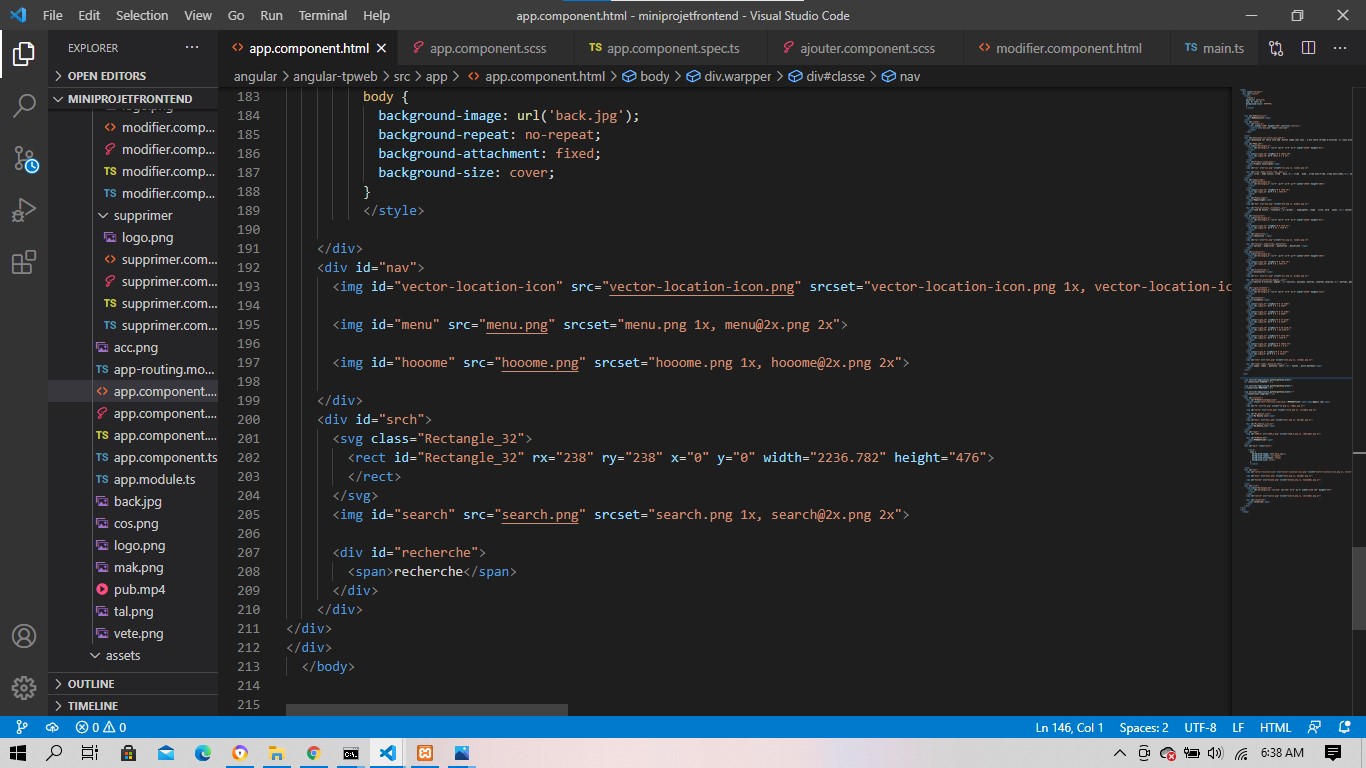 File Edit Selection View Go Run Terminal Help app.component.html - miniprojetfrontend - Visual Studio Code
EXPLORER ··· app.component.html app.component.scss TS app.component.spec.ts ajouter.component.scss modifier.component.html TS main.ts ···
OPEN EDITORS
angular > angular-tpweb > src > app > app.component.html > body > div.warpper > div#classe > nav
MINIPROJETFRONTEND
modifier.comp...
modifier.comp...
TS modifier.comp...
TS modifier.comp...
supprimer
logo.png
supprimer.com...
supprimer.com...
TS supprimer.com...
TS supprimer.com...
acc.png
TS app-routing.mo...
app.component....
app.component....
TS app.component....
TS app.component.ts
TS app.module.ts
back.jpg
cos.png
logo.png
mak.png
pub.mp4
tal.png
vete.png
assets
OUTLINE
TIMELINE
183 body {
184 background-image: url('back.jpg');
185 background-repeat: no-repeat;
186 background-attachment: fixed;
187 background-size: cover;
188 }
189 </style>
190
191 </div>
192 <div id="nav">
193 <img id="vector-location-icon" src="vector-location-icon.png" srcset="vector-location-icon.png 1x, vector-location-ic
194
195 <img id="menu" src="menu.png" srcset="menu.png 1x, menu@2x.png 2x">
196
197 <img id="hooome" src="hooome.png" srcset="hooome.png 1x, hooome@2x.png 2x">
198
199 </div>
200 <div id="srch">
201 <svg class="Rectangle_32">
202 <rect id="Rectangle_32" rx="238" ry="238" x="0" y="0" width="2236.782" height="476">
203 </rect>
204 </svg>
205 <img id="search" src="search.png" srcset="search.png 1x, search@2x.png 2x">
206
207 <div id="recherche">
208 <span>recherche</span>
209 </div>
210 </div>
211 </div>
212 </div>
213 </body>
214
215
0 0 Ln 146, Col 1 Spaces: 2 UTF-8 LF HTML
6:38 AM